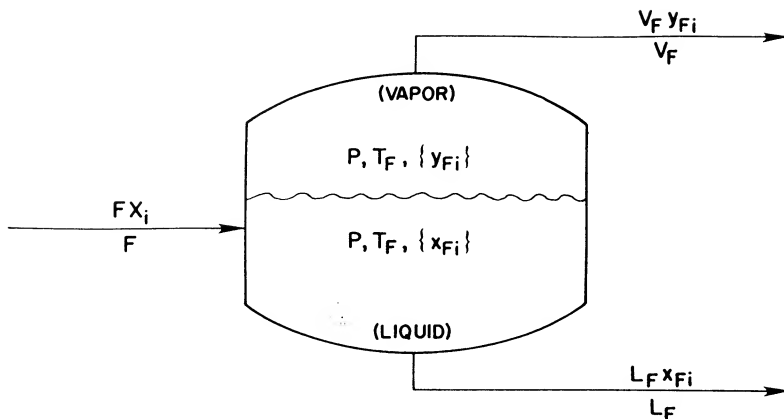 V_F y_Fi
V_F
(VAPOR)
P, T_F, { y_Fi }
F X_i
F
P, T_F, { x_Fi }
(LIQUID)
L_F x_Fi
L_F